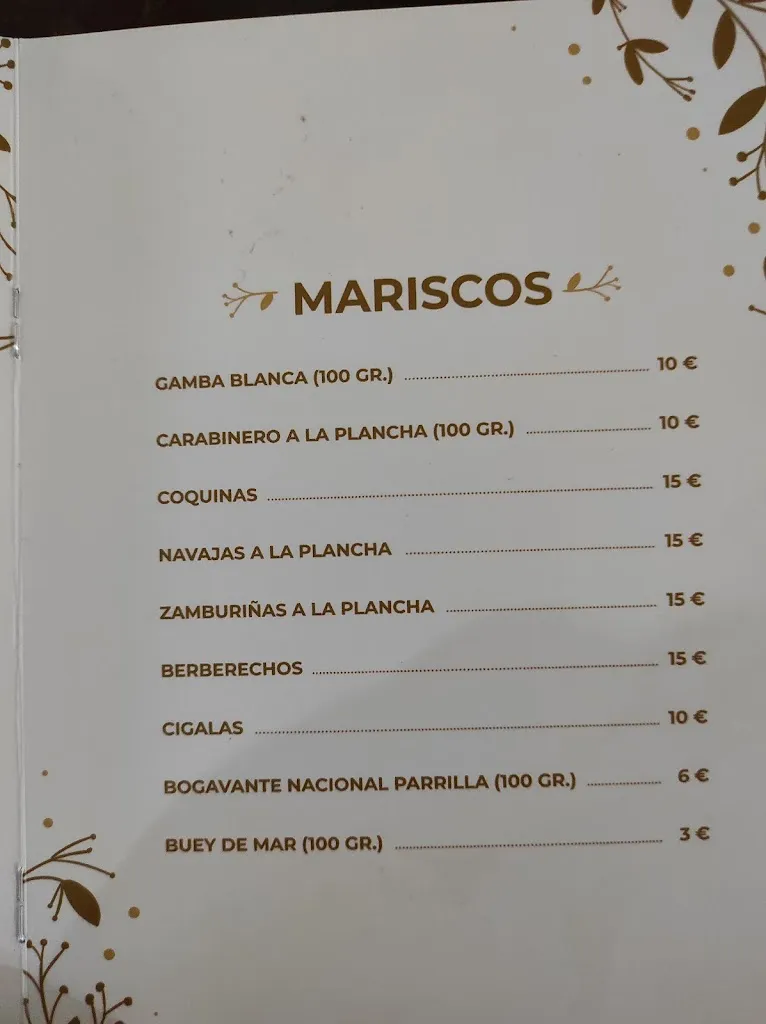 MARISCOS
GAMBA BLANCA (100 GR.) 10 €
CARABINERO A LA PLANCHA (100 GR.) 10 €
COQUINAS 15 €
NAVAJAS A LA PLANCHA 15 €
ZAMBURIÑAS A LA PLANCHA 15 €
BERBERECHOS 15 €
CIGALAS 10 €
BOGAVANTE NACIONAL PARRILLA (100 GR.) 6 €
BUEY DE MAR (100 GR.) 3 €